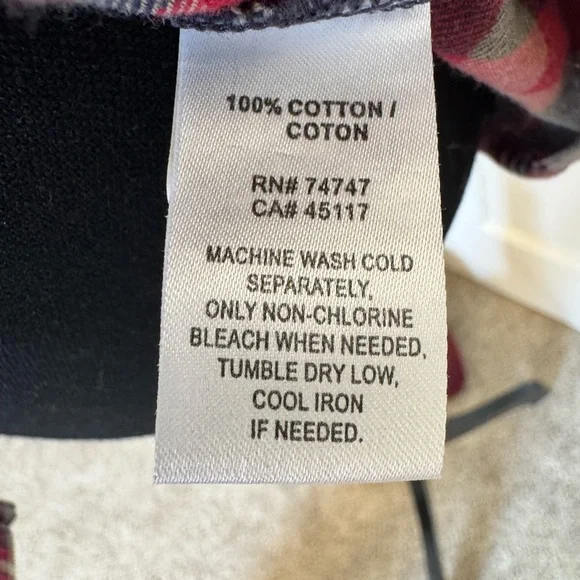 100% COTTON /
COTON
RN# 74747
CA# 45117
MACHINE WASH COLD
SEPARATELY,
ONLY NON-CHLORINE
BLEACH WHEN NEEDED,
TUMBLE DRY LOW,
COOL IRON
IF NEEDED.